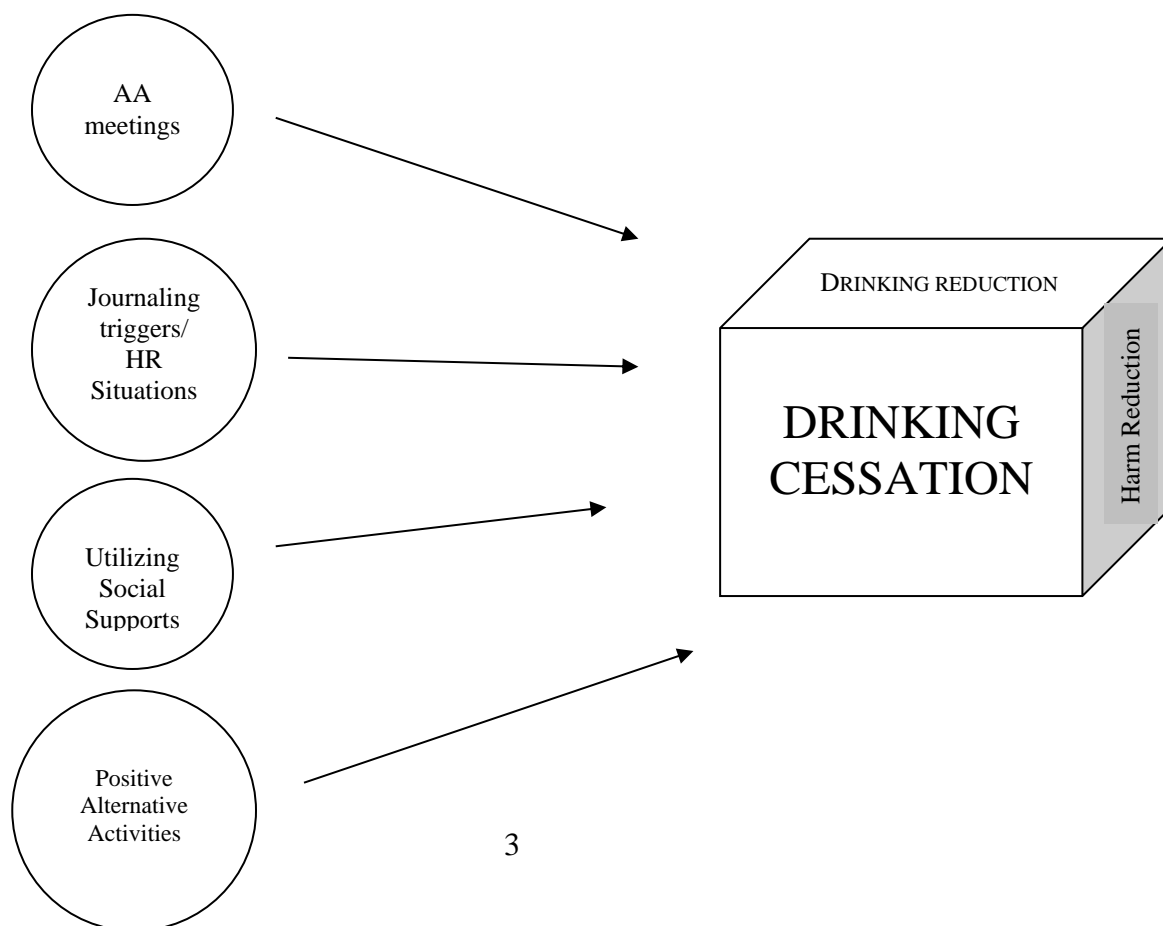 AA
meetings
Journaling
triggers/
HR
Situations
Utilizing
Social
Supports
Positive
Alternative
Activities
DRINKING REDUCTION
DRINKING
CESSATION
Harm Reduction
3